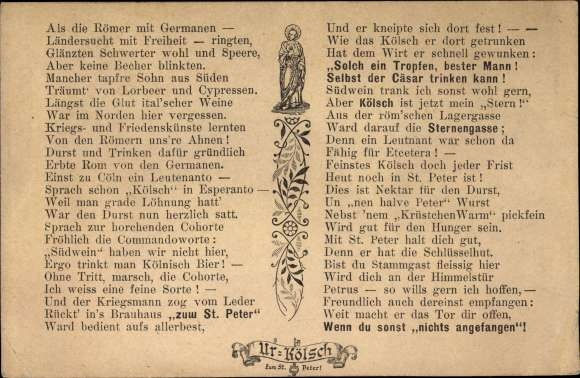 Als die Römer mit Germanen —
Ländersucht mit Freiheit — ringten,
Glänzten Schwerter wohl und Speere,
Aber keine Becher blinkten.
Mancher tapfre Sohn aus Süden
Träumt' von Lorbeer und Cypressen.
Längst die Glut ital'scher Weine
War im Norden hier vergessen.
Kriegs- und Friedenskünste lernten
Von den Römern uns're Ahnen!
Durst und Trinken dafür gründlich
Erbte Rom von den Germanen.
Einst zu Cöln ein Leutenanto —
Sprach schon „Kölsch“ in Esperanto —
Weil man grade Löhnung hatt'
War den Durst nun herzlich satt.
Sprach zur horchenden Cohorte
Fröhlich die Commandoworte:
„Südwein“ haben wir nicht hier,
Ergo trinkt man Kölnisch Bier! —
Ohne Tritt, marsch, die Cohorte,
Ich weiss eine feine Sorte! —
Und der Kriegsmann zog vom Leder
Rückt' in's Brauhaus „zuw St. Peter“
Ward bedient aufs allerbest,
Und er kneipte sich dort fest! — —
Wie das Kölsch er dort getrunken
Hat dem Wirt er schnell gewunken:
„Solch ein Tropfen, bester Mann!
Selbst der Cäsar trinken kann!
Südwein trank ich sonst wohl gern,
Aber Kölsch ist jetzt mein „Stern!“
Aus der röm'schen Lagergasse
Ward darauf die Sternengasse;
Denn ein Leutnant war schon da
Fähig für Etcetera! —
Feinstes Kölsch doch jeder Frist
Heut noch in St. Peter ist!
Dies ist Nektar für den Durst,
Un „nen halve Peter“ Wurst
Nebst 'nem „KrüstchenWarm“ pickfein
Wird gut für den Hunger sein.
Mit St. Peter halt dich gut,
Denn er hat die Schlüsselhut.
Bist du Stammgast fleissig hier
Wird dich an der Himmelstür
Petrus — so wills gern ich hoffen, —
Freundlich auch dereinst empfangen:
Weit macht er das Tor dir offen,
Wenn du sonst „nichts angefangen“!
Ur-Kölsch
zum St. Peter!